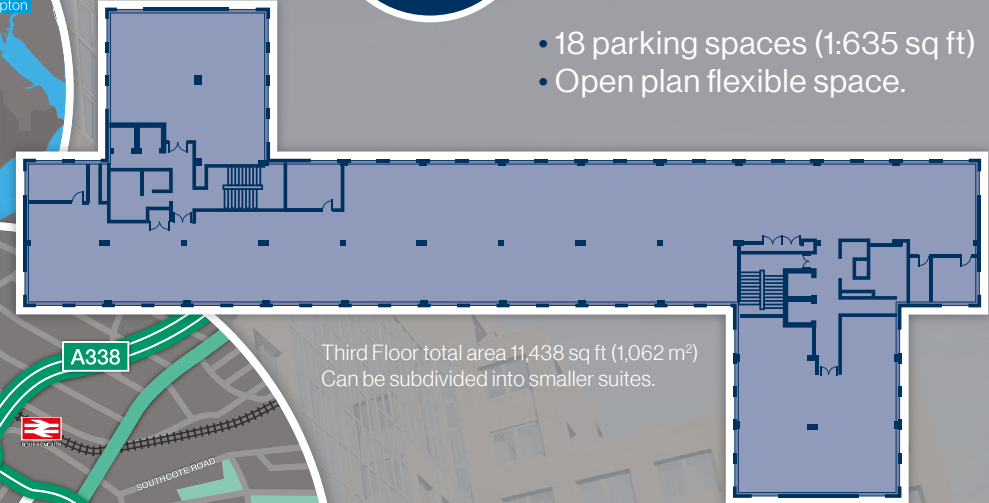 pton
• 18 parking spaces (1:635 sq ft)
• Open plan flexible space.
Third Floor total area 11,438 sq ft (1,062 m²)
Can be subdivided into smaller suites.
A338
BOURNEMOUTH
SOUTHCOTE ROAD